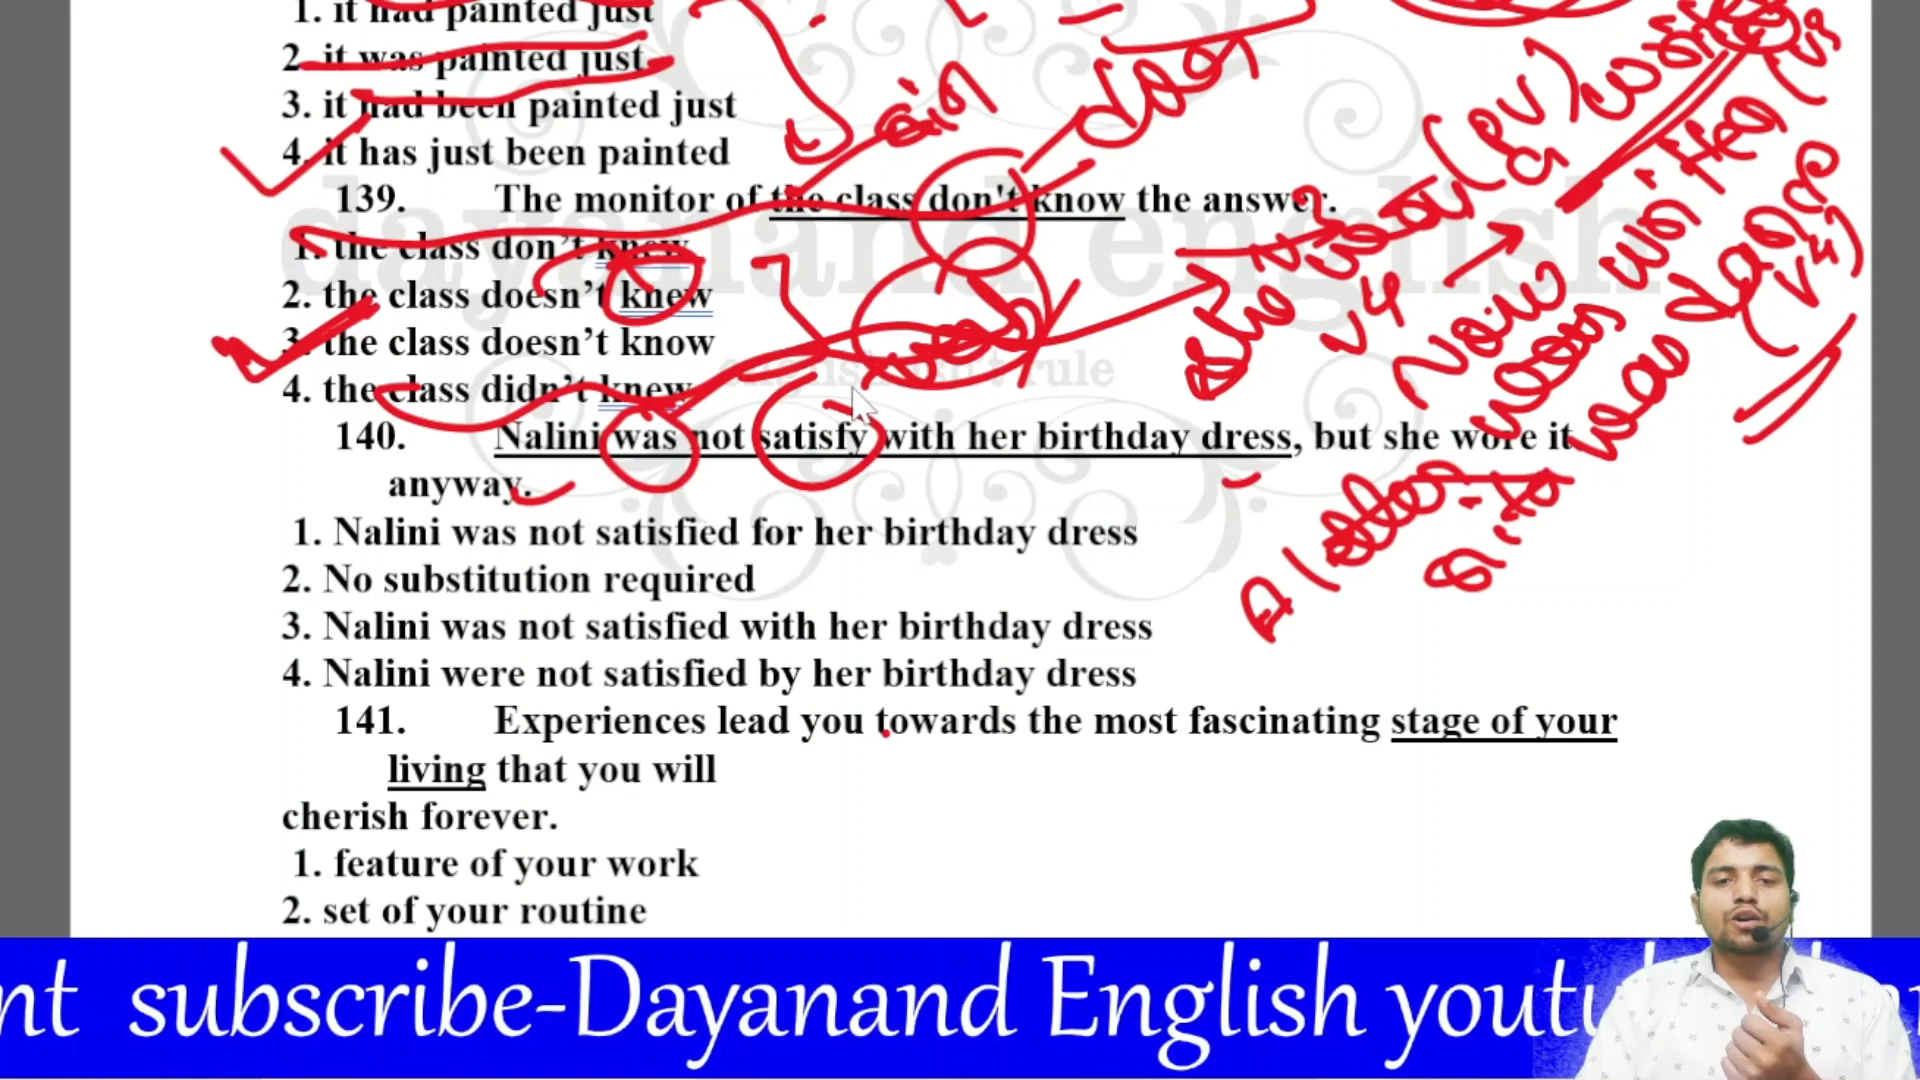 1. it had painted just
2. it was painted just
3. it had been painted just
4. it has just been painted
139. The monitor of the class don't know the answer.
1. the class don't knew
2. the class doesn't knew
3. the class doesn't know
4. the class didn't knew
140. Nalini was not satisfy with her birthday dress, but she wore it
anyway.
1. Nalini was not satisfied for her birthday dress
2. No substitution required
3. Nalini was not satisfied with her birthday dress
4. Nalini were not satisfied by her birthday dress
141. Experiences lead you towards the most fascinating stage of your
living that you will
cherish forever.
1. feature of your work
2. set of your routine
dayanand english
nt subscribe-Dayanand English yout